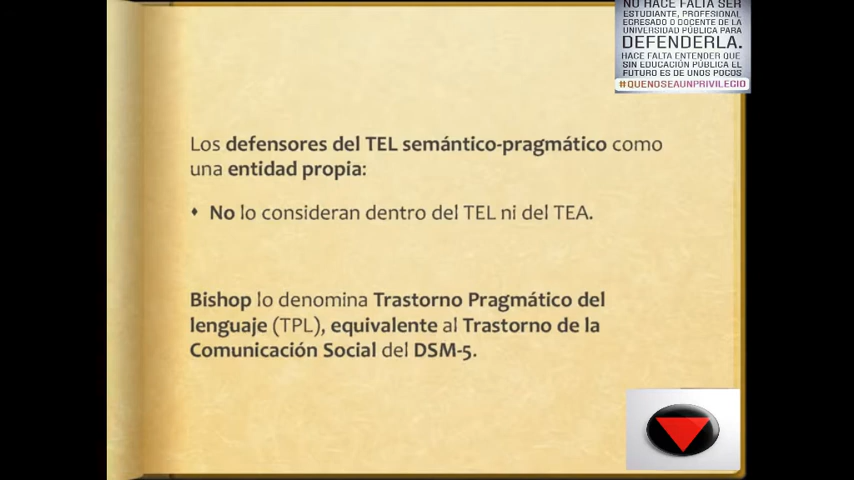 NO HACE FALTA SER
ESTUDIANTE, PROFESIONAL
EGRESADO O DOCENTE DE LA
UNIVERSIDAD PÚBLICA PARA
DEFENDERLA.
HACE FALTA ENTENDER QUE
SIN EDUCACIÓN PÚBLICA EL
FUTURO ES DE UNOS POCOS
#QUENOSEAUNPRIVILEGIO
Los defensores del TEL semántico-pragmático como
una entidad propia:
♦ No lo consideran dentro del TEL ni del TEA.
Bishop lo denomina Trastorno Pragmático del
lenguaje (TPL), equivalente al Trastorno de la
Comunicación Social del DSM-5.